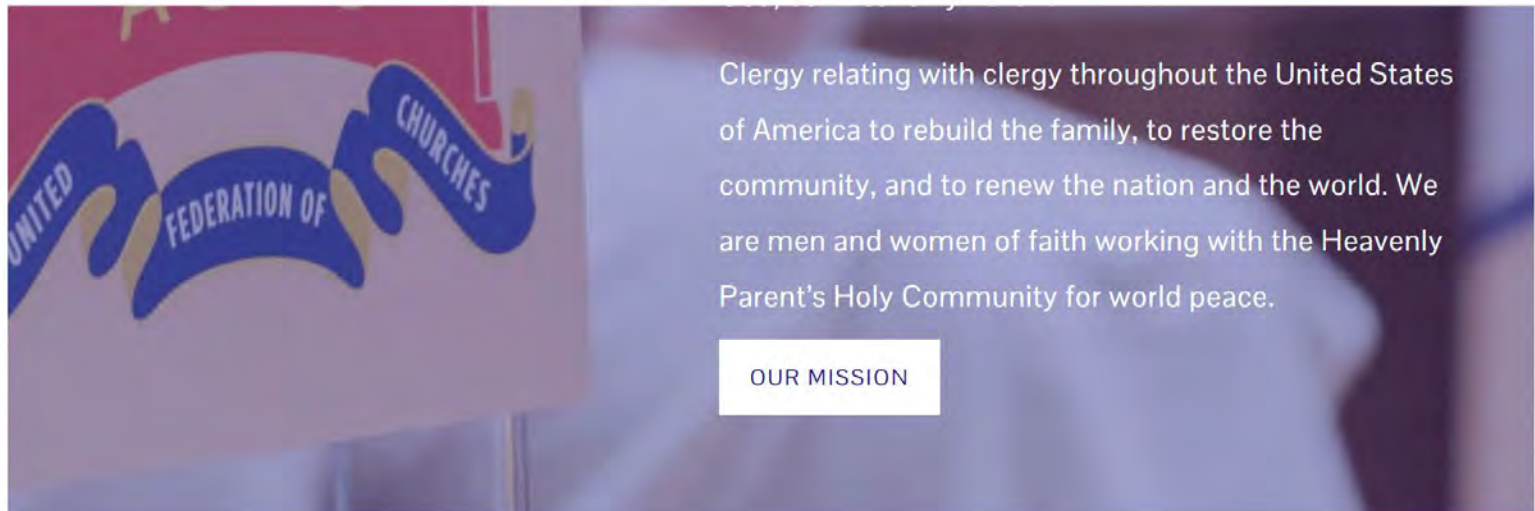 UNITED
FEDERATION OF
CHURCHES
Clergy relating with clergy throughout the United States
of America to rebuild the family, to restore the
community, and to renew the nation and the world. We
are men and women of faith working with the Heavenly
Parent's Holy Community for world peace.
OUR MISSION